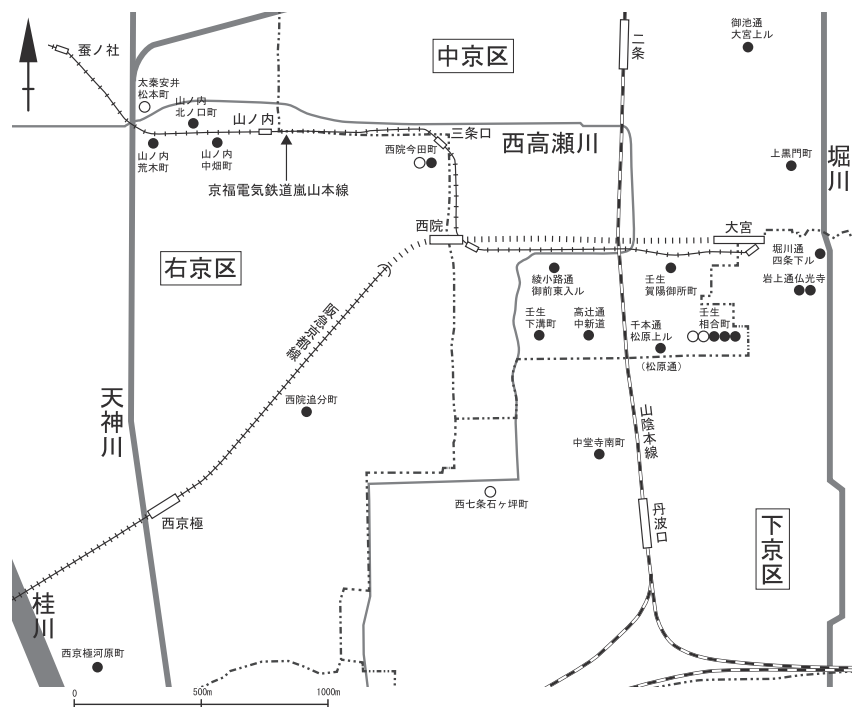 御池通
大宮上ル
二条
蚕ノ社
中京区
太秦安井
松本町
山ノ内
北ノ口町
山ノ内
三条口
西高瀬川
堀川
山ノ内
荒木町
山ノ内
中畑町
西院今田町
上黒門町
京福電気鉄道嵐山本線
西院
大宮
堀川通
四条下ル
右京区
綾小路通
御前東入ル
壬生
賀陽御所町
岩上通仏光寺
阪急京都線
壬生
下溝町
高辻通
中新道
千本通
松原上ル
壬生
相合町
(松原通)
天神川
西院追分町
山陰本線
中堂寺南町
西七条石ヶ坪町
西京極
丹波口
下京区
桂川
西京極河原町
0
500m
1000m